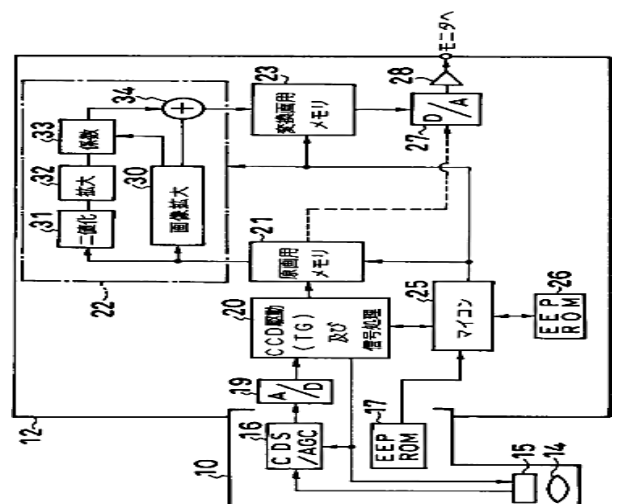 12
22
31
二値化
32
拡大
33
係数
34
+
30
画像拡大
23
変換画用
メモリ
28
モニタへ
27
D/A
21
原画用
メモリ
20
CCD駆動
(TG)
及び
信号処理
25
マイコン
26
EEP
ROM
19
A/D
10
16
CDS
/AGC
17
EEP
ROM
15
14